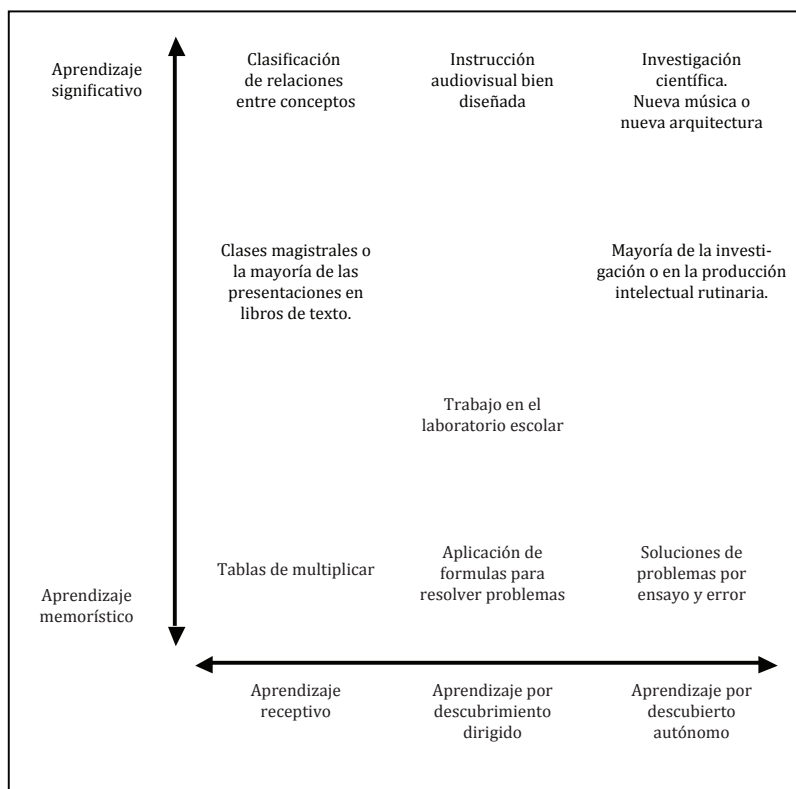 Aprendizaje
significativo
Clasificación
de relaciones
entre conceptos
Instrucción
audiovisual bien
diseñada
Investigación
científica.
Nueva música o
nueva arquitectura
Clases magistrales o
la mayoría de las
presentaciones en
libros de texto.
Mayoría de la investi-
gación o en la producción
intelectual rutinaria.
Trabajo en el
laboratorio escolar
Aprendizaje
memorístico
Tablas de multiplicar
Aplicación de
formulas para
resolver problemas
Soluciones de
problemas por
ensayo y error
Aprendizaje
receptivo
Aprendizaje por
descubrimiento
dirigido
Aprendizaje por
descubierto
autónomo